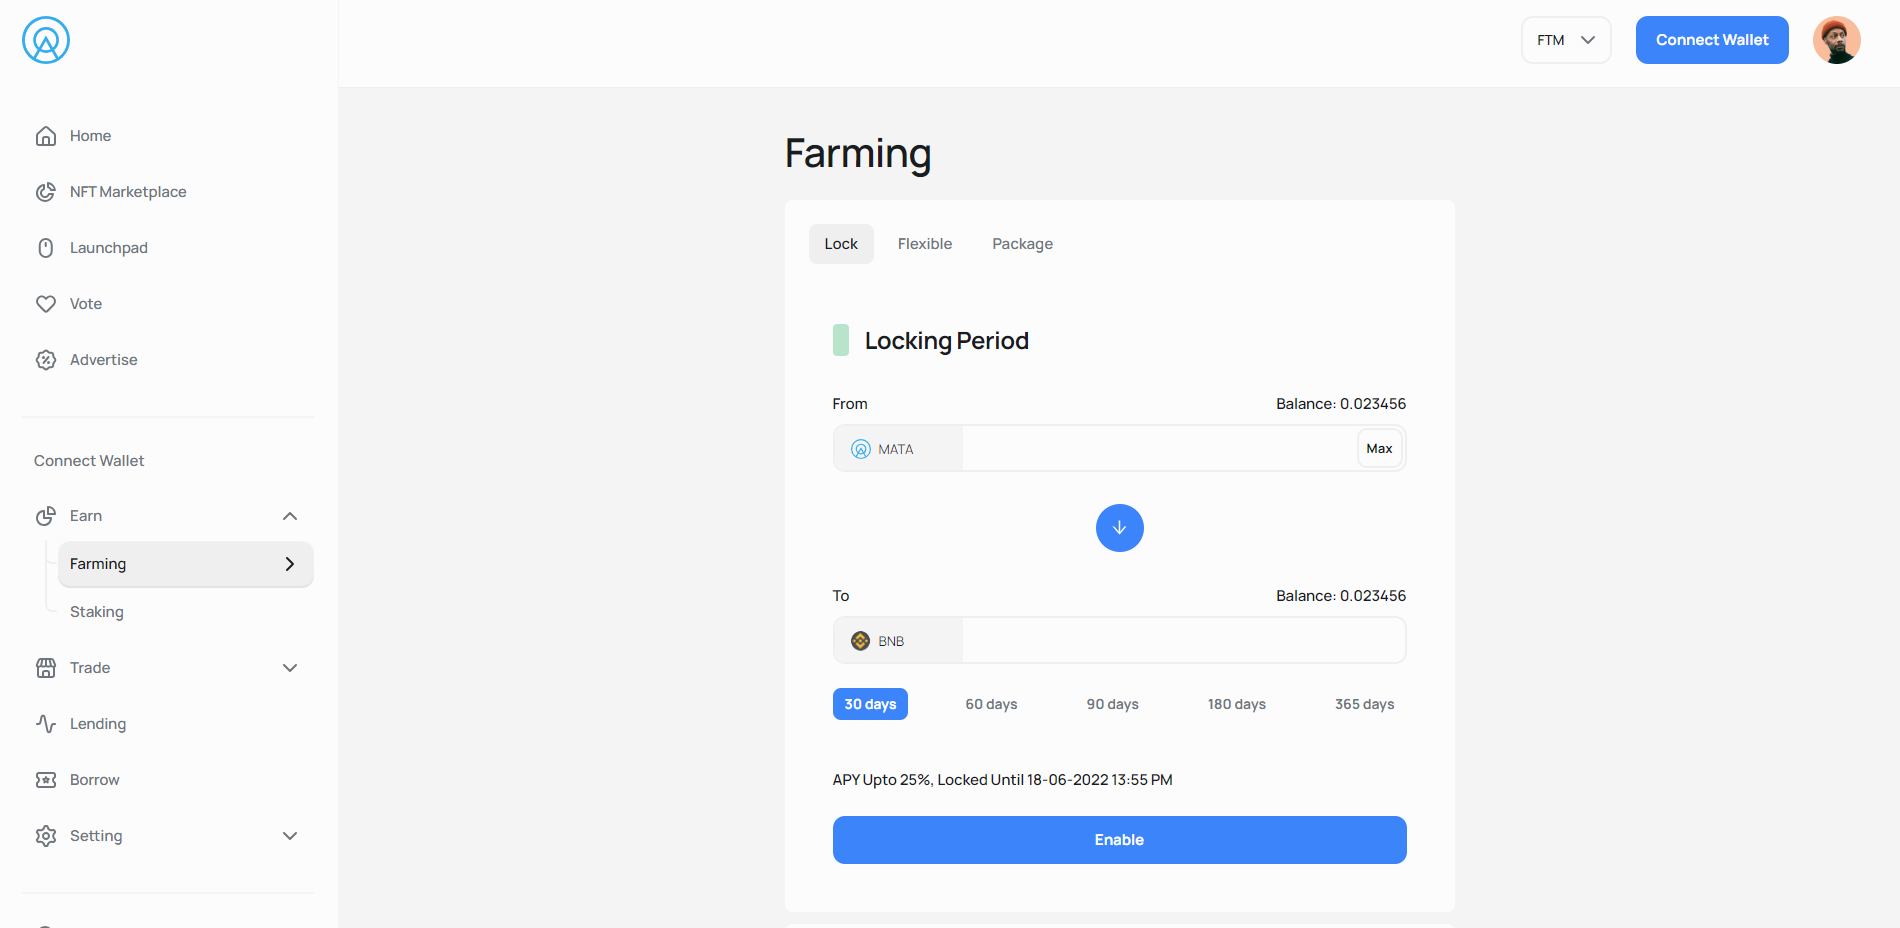 FTM
Connect Wallet
Home
NFT Marketplace
Launchpad
Vote
Advertise
Connect Wallet
Earn
Farming
Staking
Trade
Lending
Borrow
Setting
Farming
Lock
Flexible
Package
Locking Period
From
Balance: 0.023456
MATA
Max
To
Balance: 0.023456
BNB
30 days
60 days
90 days
180 days
365 days
APY Upto 25%, Locked Until 18-06-2022 13:55 PM
Enable